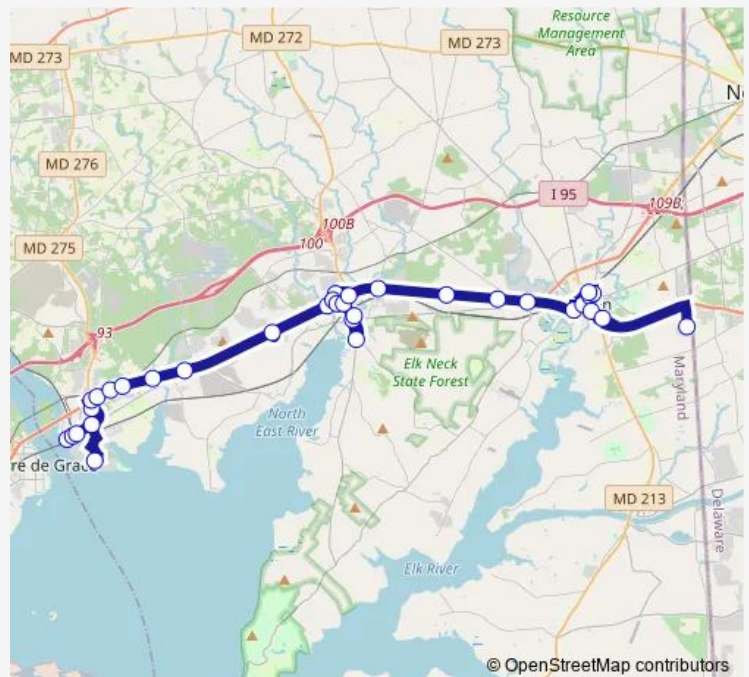 Resource
Management
Area
MD 272
MD 273
MD 273
N
MD 276
I 95
109B
100B
100
MD 275
93
n
Elk Neck
State Forest
Maryland
North
East River
re de Gra
MD 213
Delaware
Elk River
© OpenStreetMap contributors